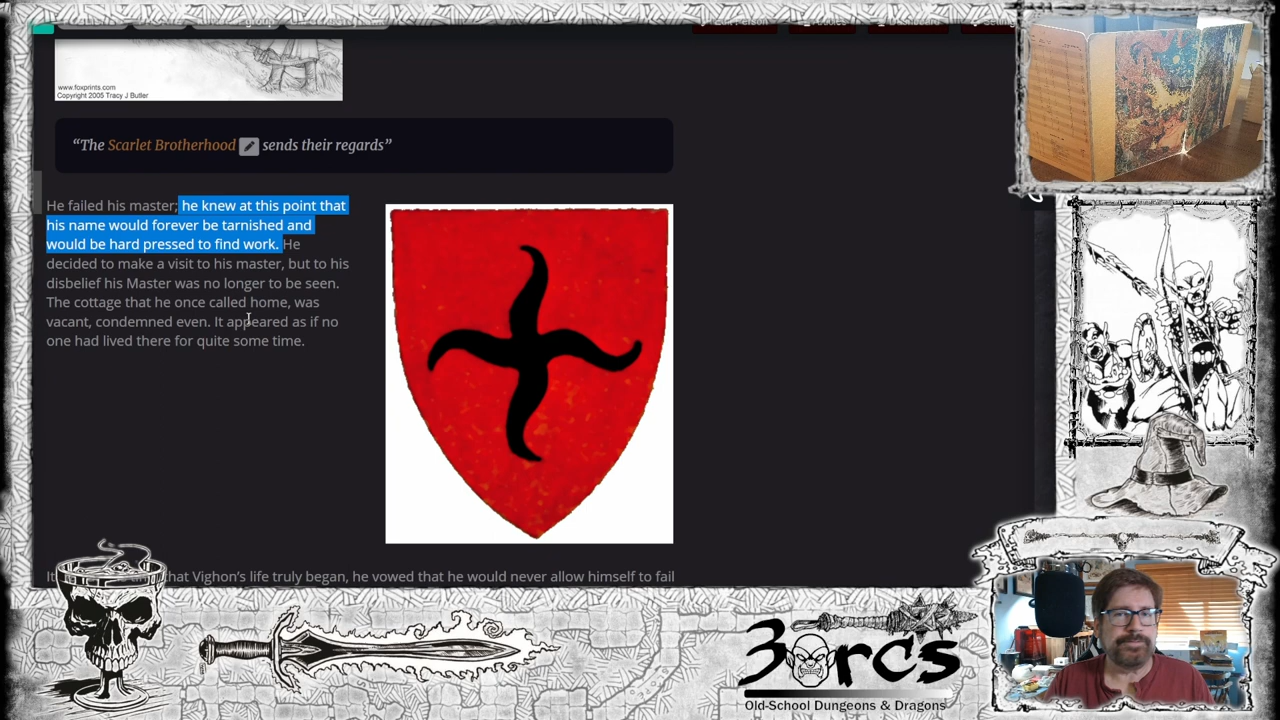 www.foxprints.com
Copyright 2005 Tracy J Butler
“The Scarlet Brotherhood sends their regards”
He failed his master; he knew at this point that
his name would forever be tarnished and
would be hard pressed to find work. He
decided to make a visit to his master, but to his
disbelief his Master was no longer to be seen.
The cottage that he once called home, was
vacant, condemned even. It appeared as if no
one had lived there for quite some time.
that Vighon’s life truly began, he vowed that he would never allow himself to fail
3 orcs
Old-School Dungeons & Dragons